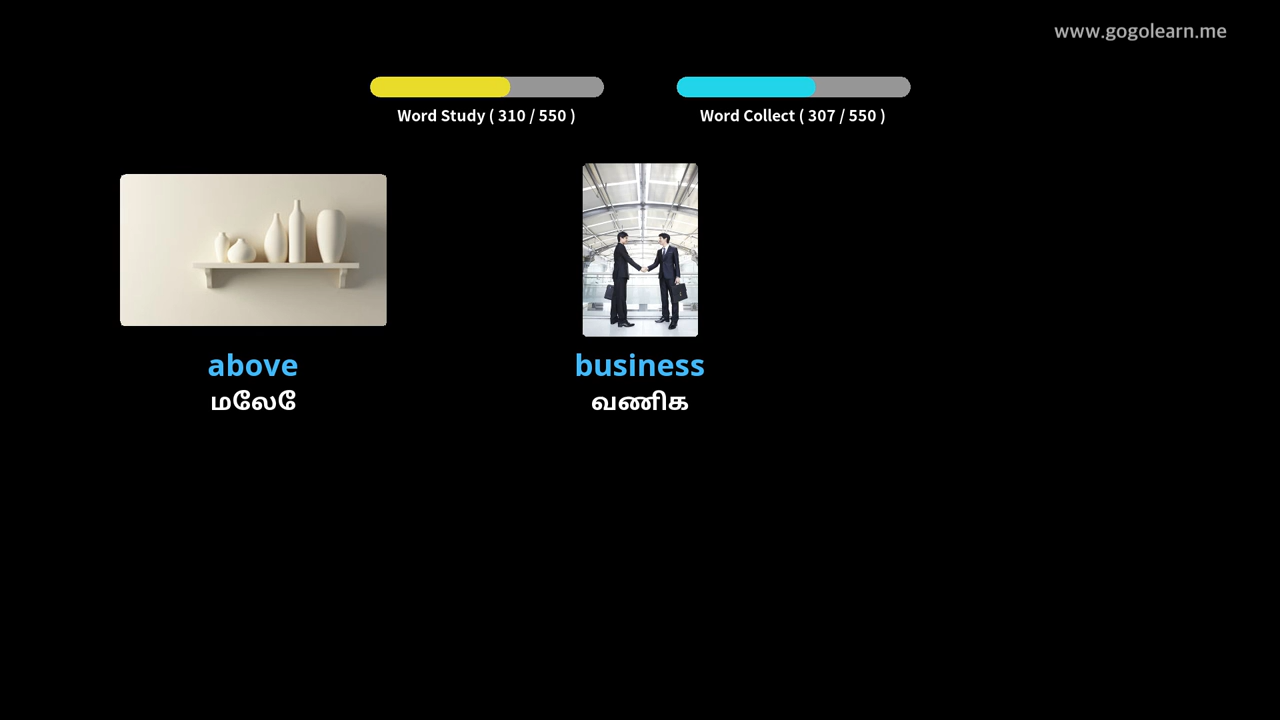 www.gogolearn.me
Word Study ( 310 / 550 )
Word Collect ( 307 / 550 )
above
business
மலேே
வணிக